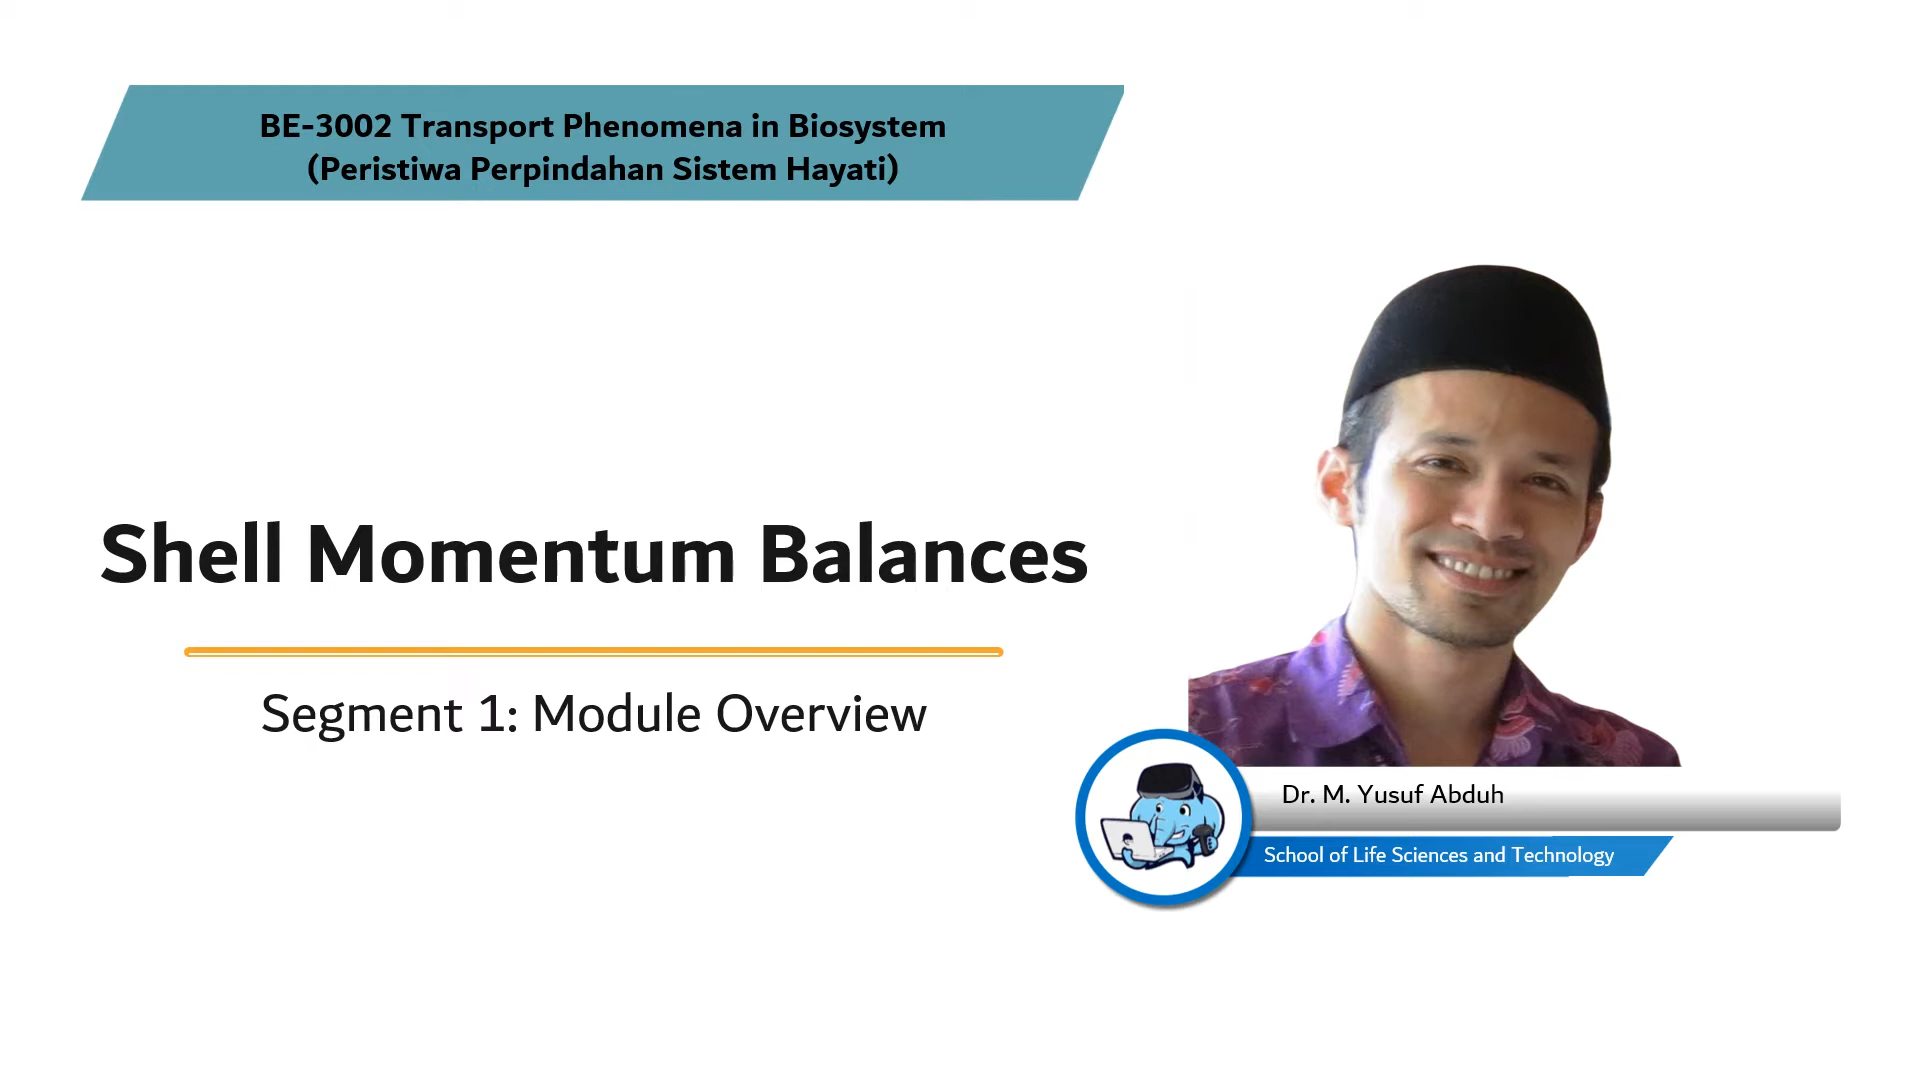 BE-3002 Transport Phenomena in Biosystem
(Peristiwa Perpindahan Sistem Hayati)
Shell Momentum Balances
Segment 1: Module Overview
Dr. M. Yusuf Abduh
School of Life Sciences and Technology